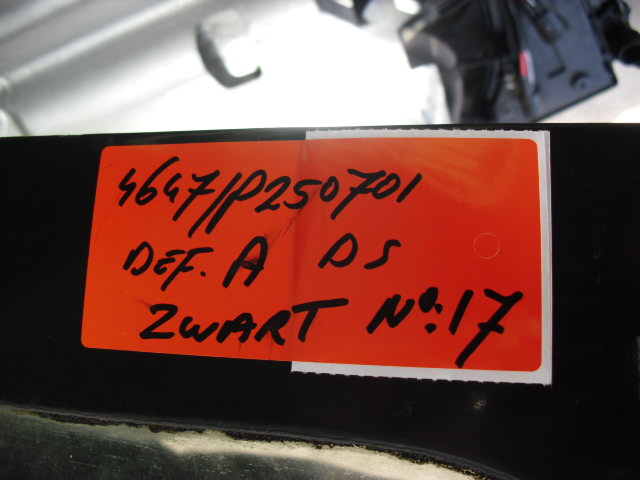 4647/P250701
DEF. A DS
ZWART No: 17